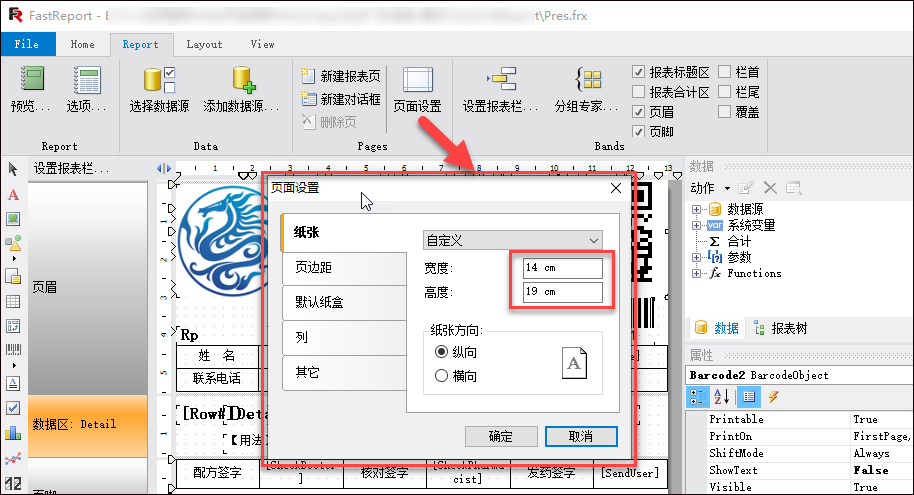 FastReport - \Pres.frx
File Home Report Layout View
预览... 选项... 选择数据源 添加数据源... 新建报表页 新建对话框 删除页 页面设置 设置报表栏... 分组专家... 报表标题区 栏首 报表合计区 栏尾 页眉 覆盖 页脚
Report Data Pages Bands
设置报表栏...
数据
动作
数据源
系统变量
合计
参数
Functions
数据 报表树
属性
Barcode2 BarcodeObject
Printable True
PrintOn FirstPage,
ShiftMode Always
ShowText False
Visible True
页眉
数据区: Detail
页脚
Rp
姓 名
联系电话
[Row#]Deta
【用法
配方签字 核对签字 cist] 发药签字 [SendUser]
页面设置
纸张
页边距
默认纸盒
列
其它
自定义
宽度: 14 cm
高度: 19 cm
纸张方向:
纵向
横向
A
确定 取消